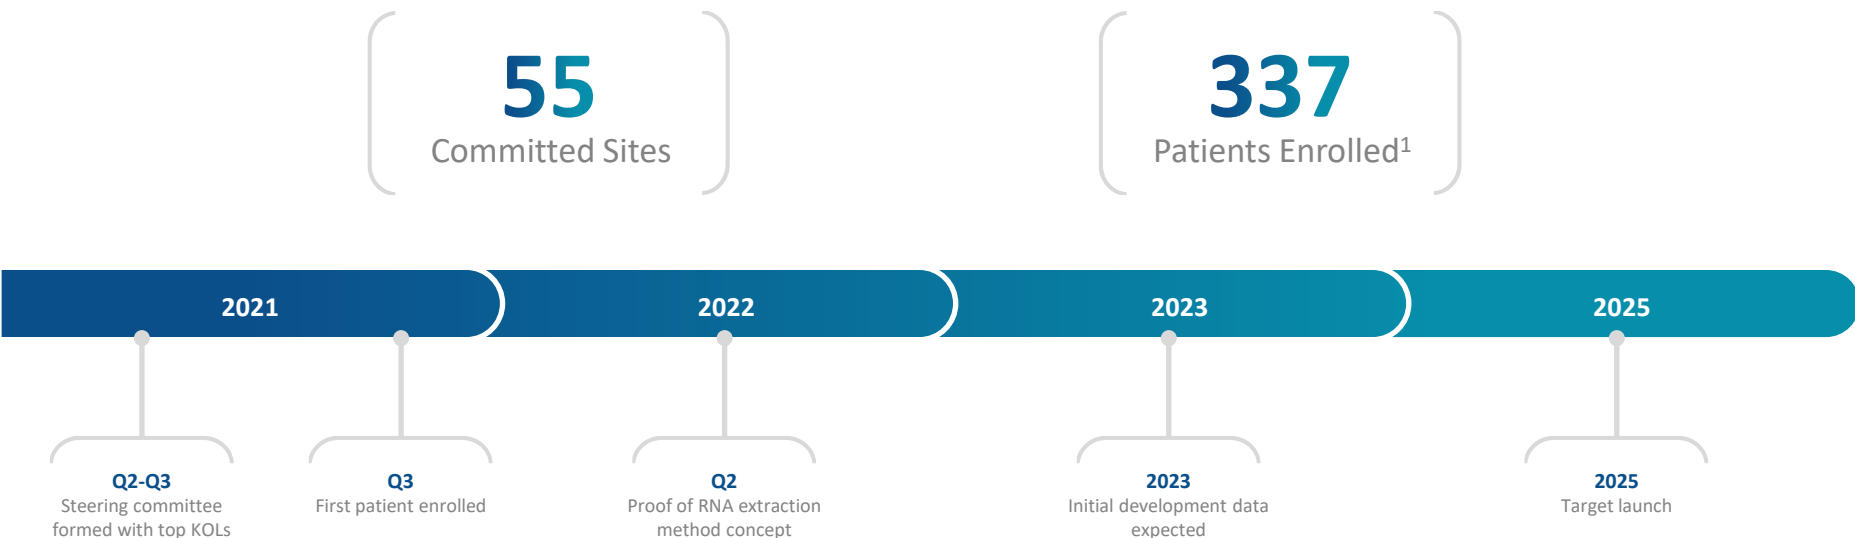 55
Committed Sites
337
Patients Enrolled1
2021
2022
2023
2025
Q2-Q3
Steering committee
formed with top KOLs
Q3
First patient enrolled
Q2
Proof of RNA extraction
method concept
2023
Initial development data
expected
2025
Target launch